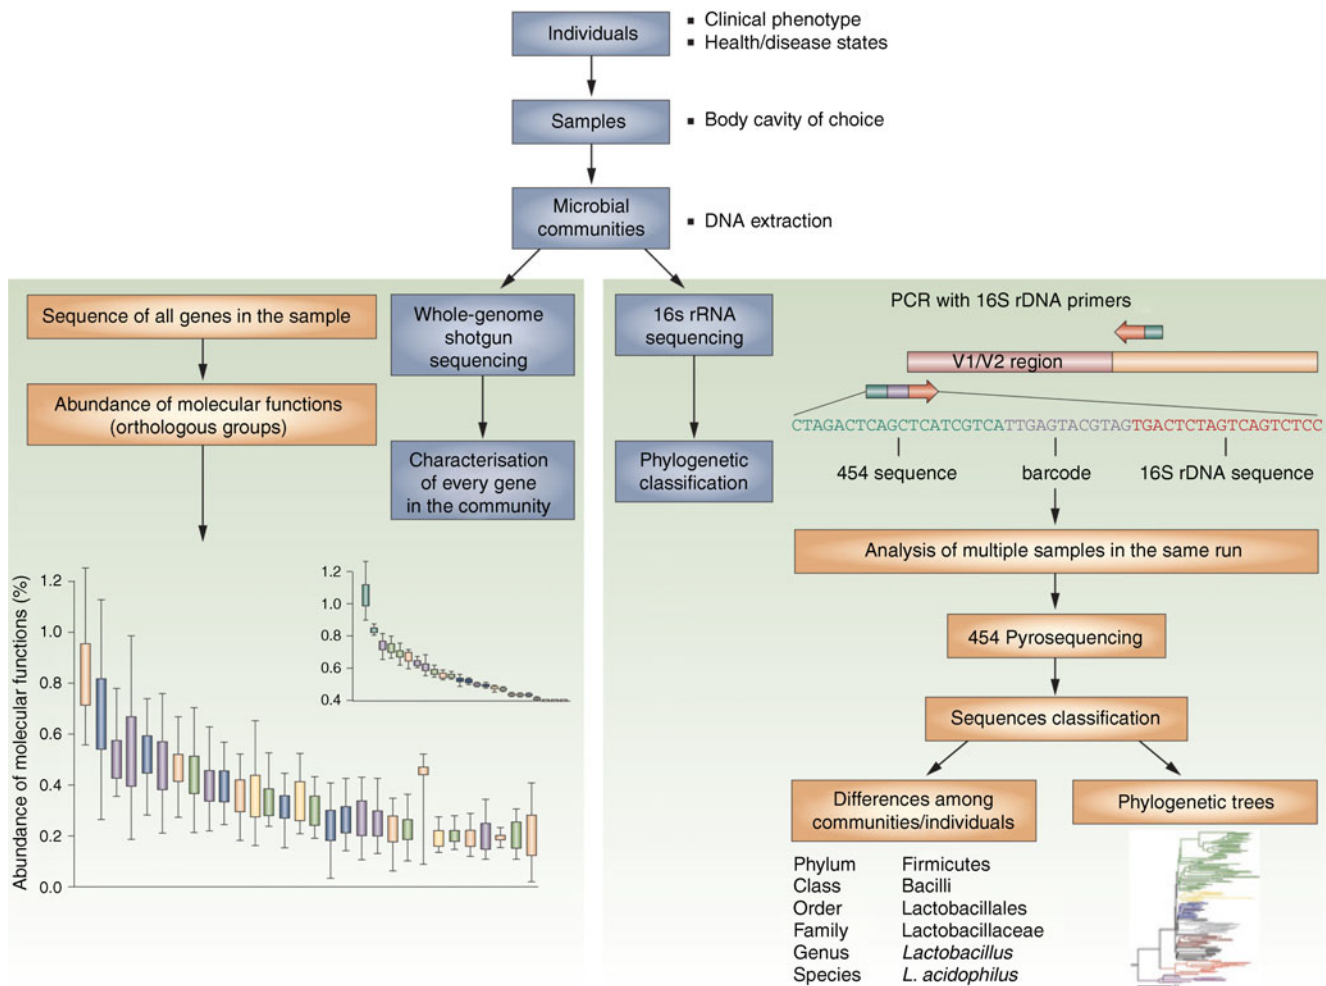 Individuals
▪ Clinical phenotype
▪ Health/disease states
Samples
▪ Body cavity of choice
Microbial
communities
▪ DNA extraction
Sequence of all genes in the sample
Abundance of molecular functions
(orthologous groups)
Whole-genome
shotgun
sequencing
Characterisation
of every gene
in the community
Abundance of molecular functions (%)
1.2
1.0
0.8
0.6
0.4
0.2
0.0
1.2
1.0
0.8
0.6
0.4
16s rRNA
sequencing
Phylogenetic
classification
PCR with 16S rDNA primers
V1/V2 region
CTAGACTCAGCTCATCGTCATTGAGTACGTAGTGACTCTAGTCAGTCTCC
454 sequence
barcode
16S rDNA sequence
Analysis of multiple samples in the same run
454 Pyrosequencing
Sequences classification
Differences among
communities/individuals
Phylogenetic trees
Phylum Firmicutes
Class Bacilli
Order Lactobacillales
Family Lactobacillaceae
Genus Lactobacillus
Species L. acidophilus